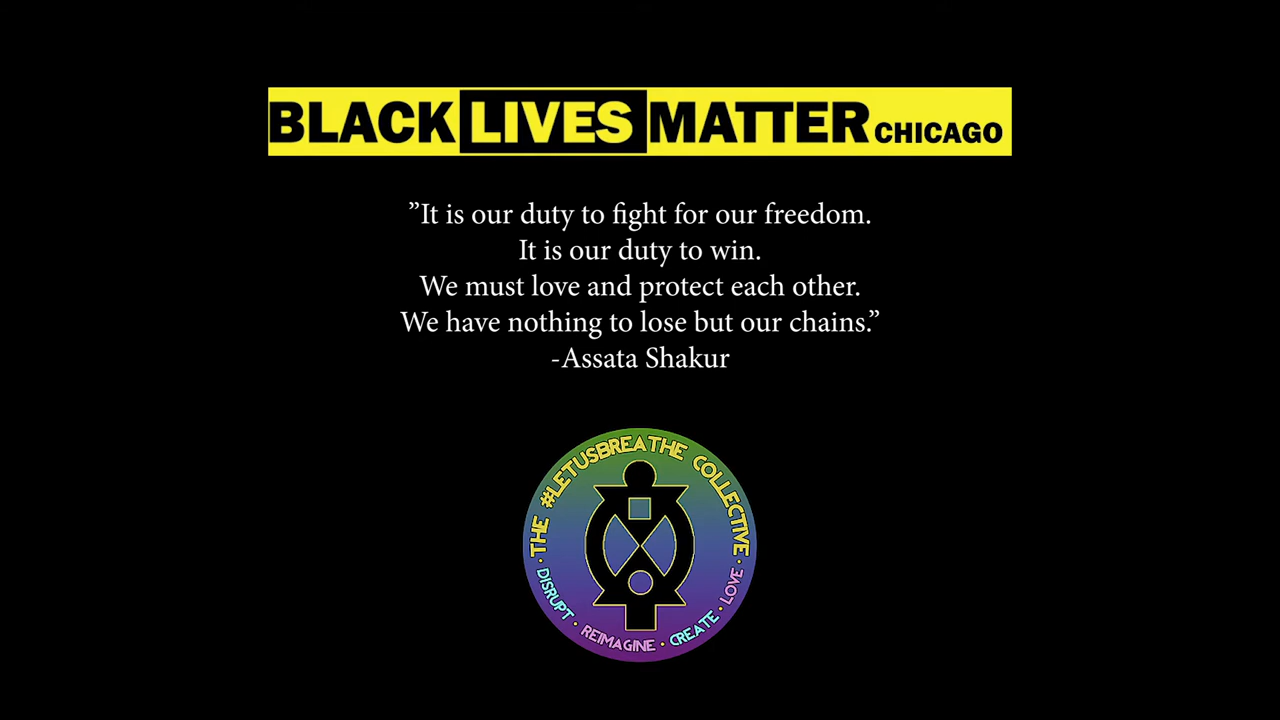 BLACK LIVES MATTER CHICAGO
”It is our duty to fight for our freedom.
It is our duty to win.
We must love and protect each other.
We have nothing to lose but our chains.”
-Assata Shakur
THE #LETUSBREATHE COLLECTIVE
· DISRUPT · REIMAGINE · CREATE · LOVE ·